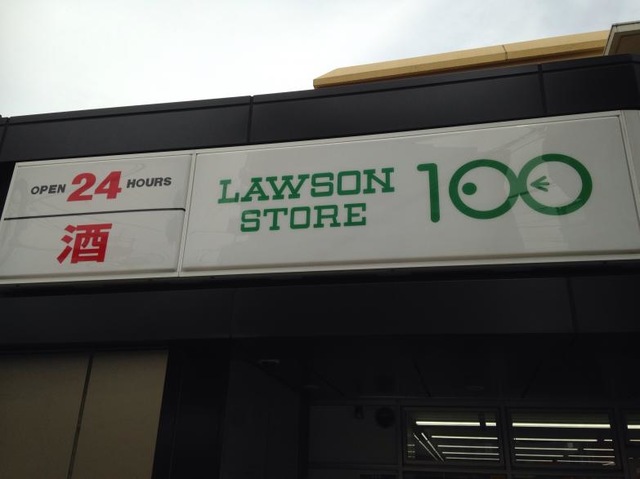 OPEN 24 HOURS
酒
LAWSON
STORE
100